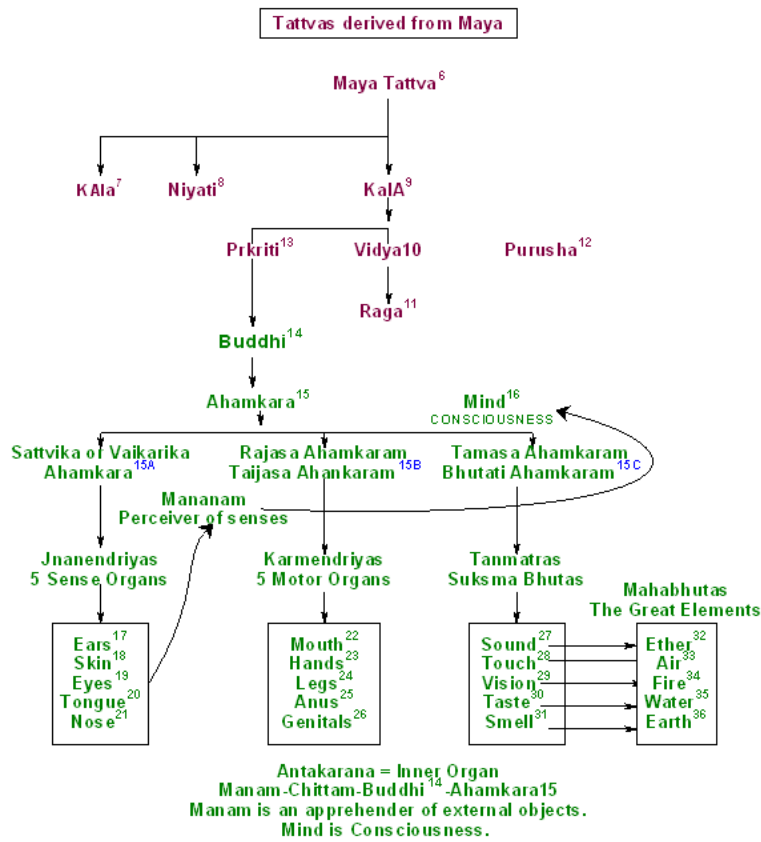 Tattvas derived from Maya
Maya Tattva6
KAla7
Niyati8
KalA9
Prkriti13
Vidya10
Purusha12
Raga11
Buddhi14
Ahamkara15
Mind16
CONSCIOUSNESS
Sattvika or Vaikarika
Ahamkara15A
Rajasa Ahamkaram
Taijasa Ahankaram 15B
Tamasa Ahamkaram
Bhutati Ahamkaram15C
Mananam
Perceiver of senses
Jnanendriyas
5 Sense Organs
Karmendriyas
5 Motor Organs
Tanmatras
Suksma Bhutas
Mahabhutas
The Great Elements
Ears17
Skin18
Eyes19
Tongue20
Nose21
Mouth22
Hands23
Legs24
Anus25
Genitals26
Sound27
Touch28
Vision29
Taste30
Smell31
Ether32
Air33
Fire34
Water35
Earth36
Antakarana = Inner Organ
Manam-Chittam-Buddhi14-Ahamkara15
Manam is an apprehender of external objects.
Mind is Consciousness.